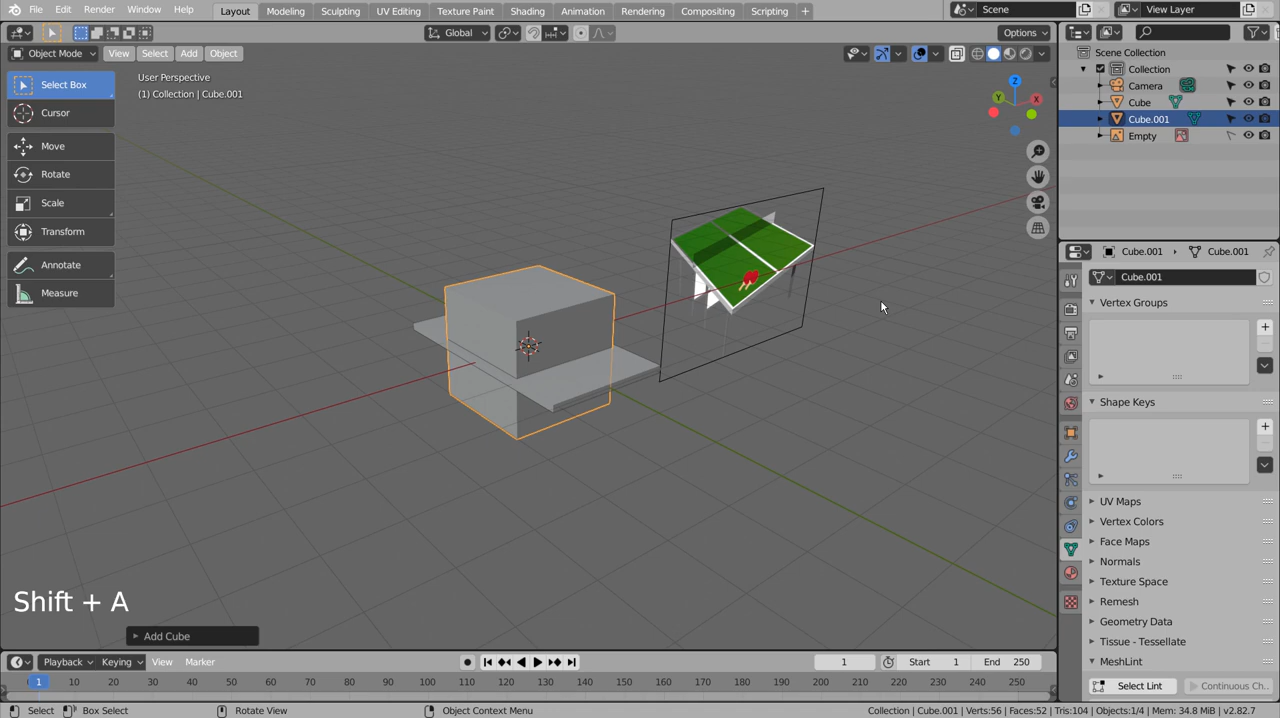 File Edit Render Window Help Layout Modeling Sculpting UV Editing Texture Paint Shading Animation Rendering Compositing Scripting + Scene View Layer
Global Options
Object Mode View Select Add Object
Scene Collection
Collection
Camera
Cube
Cube.001
Empty
Select Box
Cursor
Move
Rotate
Scale
Transform
Annotate
Measure
User Perspective
(1) Collection | Cube.001
Z
Y
X
Cube.001 Cube.001
Cube.001
Vertex Groups
Shape Keys
UV Maps
Vertex Colors
Face Maps
Normals
Texture Space
Remesh
Geometry Data
Tissue - Tessellate
MeshLint
Select Lint Continuous Ch..
Shift + A
Add Cube
Playback Keying View Marker 1 Start 1 End 250
1 10 20 30 40 50 60 70 80 90 100 110 120 130 140 150 160 170 180 190 200 210 220 230 240 250
Select Box Select Rotate View Object Context Menu Collection | Cube.001 | Verts:56 | Faces:52 | Tris:104 | Objects:1/4 | Mem: 34.8 MiB | v2.82.7